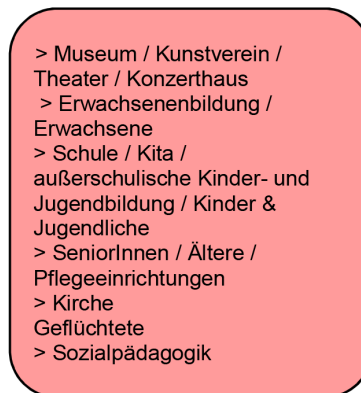 > Museum / Kunstverein /
Theater / Konzerthaus
> Erwachsenenbildung /
Erwachsene
> Schule / Kita /
außerschulische Kinder- und
Jugendbildung / Kinder &
Jugendliche
> SeniorInnen / Ältere /
Pflegeeinrichtungen
> Kirche
Geflüchtete
> Sozialpädagogik